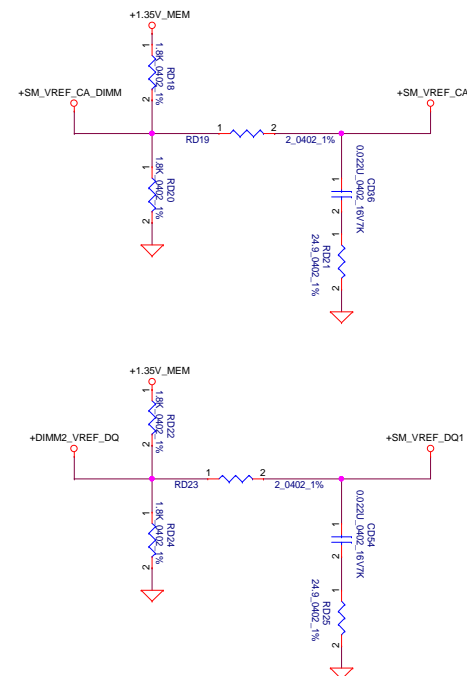 +1.35V_MEM
1
1.8K_0402_1%
RD18
2
+SM_VREF_CA_DIMM
+SM_VREF_CA
1
2
RD19
2_0402_1%
1
1.8K_0402_1%
RD20
2
0.022U_0402_16V7K
CD36
1
2
24.9_0402_1%
RD21
1
2
+1.35V_MEM
1
1.8K_0402_1%
RD22
2
+DIMM2_VREF_DQ
+SM_VREF_DQ1
1
2
RD23
2_0402_1%
1
1.8K_0402_1%
RD24
2
0.022U_0402_16V7K
CD54
1
2
24.9_0402_1%
RD25
1
2